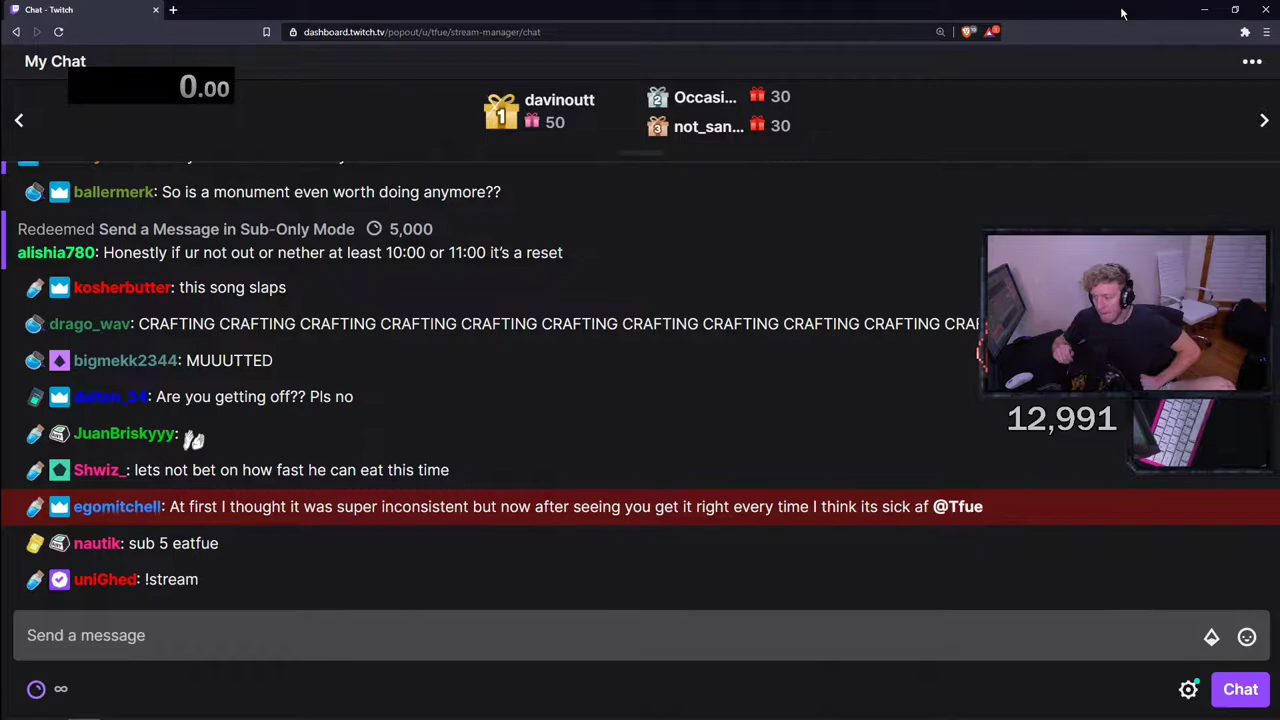 Chat - Twitch
dashboard.twitch.tv/popout/u/tfue/stream-manager/chat
My Chat
0.00
1 davinoutt 50
2 Occasi... 30
3 not_san... 30
ballermerk: So is a monument even worth doing anymore??
Redeemed Send a Message in Sub-Only Mode 5,000
alishia780: Honestly if ur not out or nether at least 10:00 or 11:00 it’s a reset
kosherbutter: this song slaps
drago_wav: CRAFTING CRAFTING CRAFTING CRAFTING CRAFTING CRAFTING CRAFTING CRAFTING CRAFTING CRAFTING
bigmekk2344: MUUUTTED
dalton_34: Are you getting off?? Pls no
JuanBriskyyy:
Shwiz_: lets not bet on how fast he can eat this time
egomitchell: At first I thought it was super inconsistent but now after seeing you get it right every time I think its sick af @Tfue
nautik: sub 5 eatfue
uniGhed: !stream
12,991
Send a message
Chat